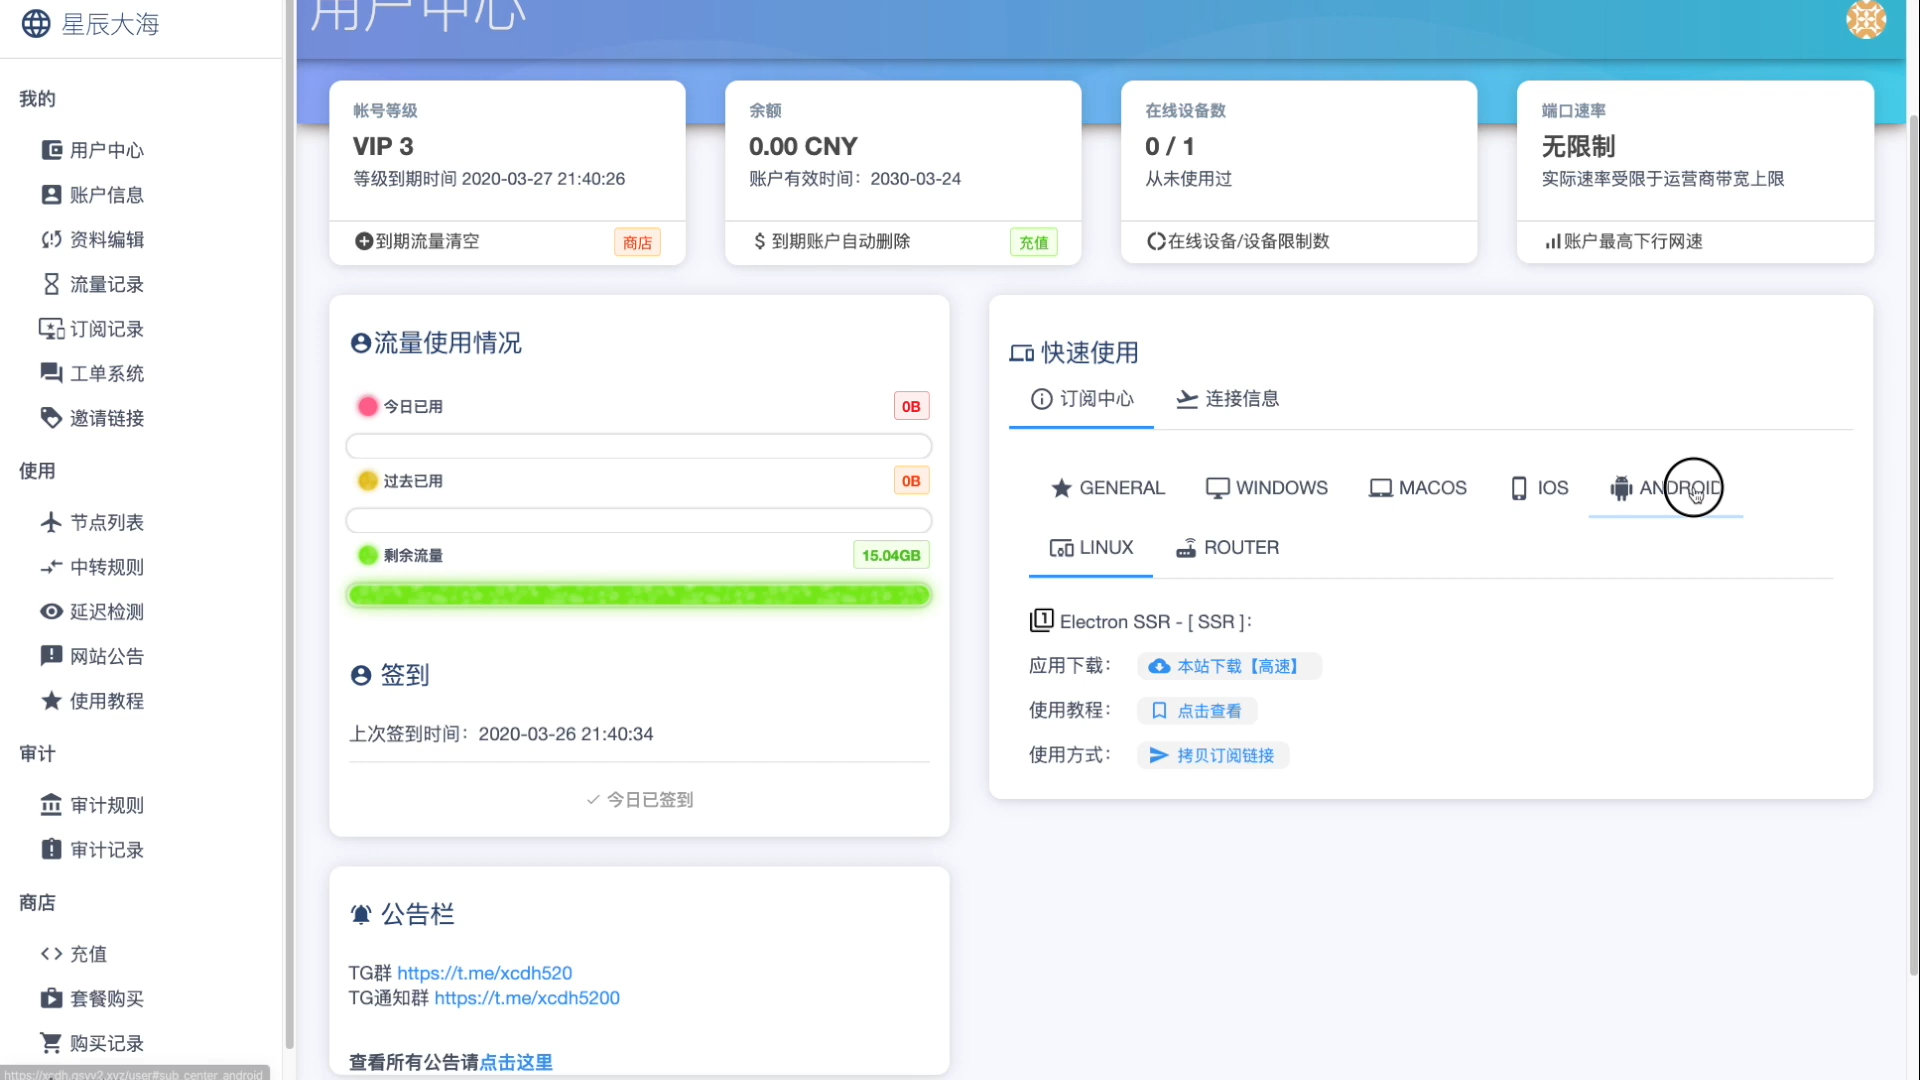 星辰大海
用户中心
我的
用户中心
账户信息
资料编辑
流量记录
订阅记录
工单系统
邀请链接
使用
节点列表
中转规则
延迟检测
网站公告
使用教程
审计
审计规则
审计记录
商店
充值
套餐购买
购买记录
帐号等级
VIP 3
等级到期时间 2020-03-27 21:40:26
到期流量清空
商店
余额
0.00 CNY
账户有效时间：2030-03-24
$ 到期账户自动删除
充值
在线设备数
0 / 1
从未使用过
在线设备/设备限制数
端口速率
无限制
实际速率受限于运营商带宽上限
账户最高下行网速
流量使用情况
今日已用 0B
过去已用 0B
剩余流量 15.04GB
签到
上次签到时间：2020-03-26 21:40:34
今日已签到
公告栏
TG群 https://t.me/xcdh520
TG通知群 https://t.me/xcdh5200
查看所有公告请点击这里
快速使用
订阅中心 连接信息
GENERAL WINDOWS MACOS IOS ANDROID
LINUX ROUTER
1 Electron SSR - [ SSR ]：
应用下载： 本站下载【高速】
使用教程： 点击查看
使用方式： 拷贝订阅链接
https://xcdh.qsyv2.xyz/user#sub_center_android